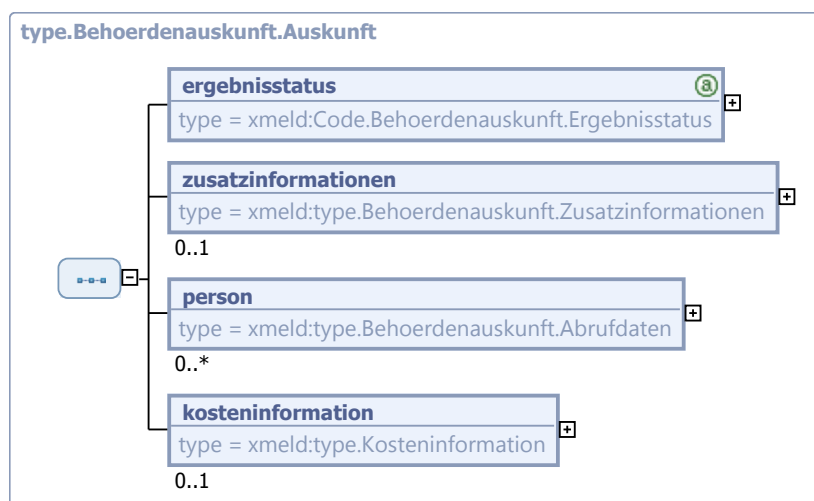 type.Behoerdenauskunft.Auskunft
ergebnisstatus
a
type = xmeld:Code.Behoerdenauskunft.Ergebnisstatus
zusatzinformationen
type = xmeld:type.Behoerdenauskunft.Zusatzinformationen
0..1
person
type = xmeld:type.Behoerdenauskunft.Abrufdaten
0..*
kosteninformation
type = xmeld:type.Kosteninformation
0..1